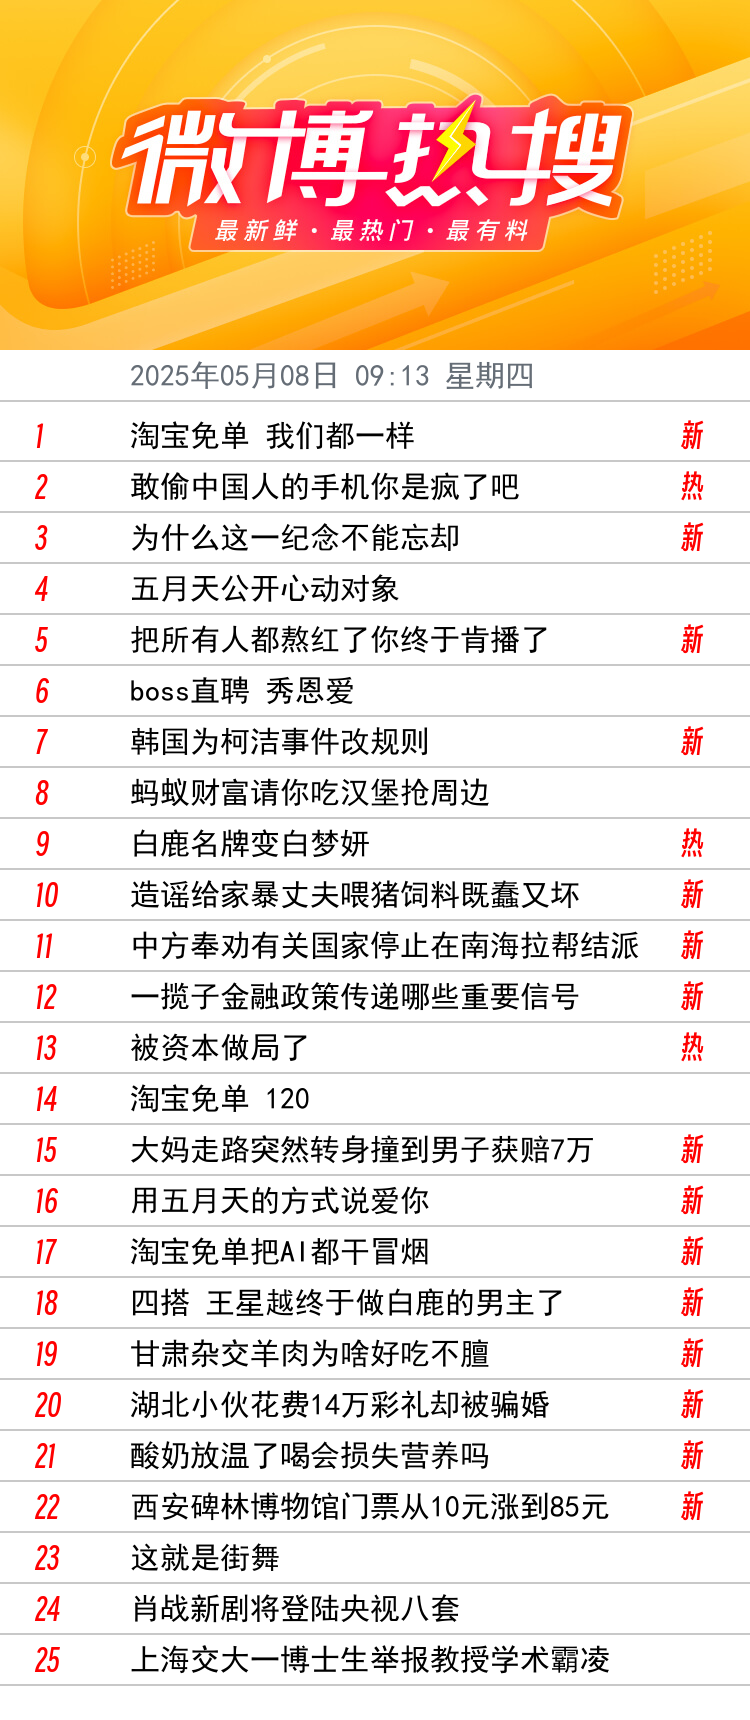 微博热搜
最新鲜·最热门·最有料
2025年05月08日 09:13 星期四
1 淘宝免单 我们都一样 新
2 敢偷中国人的手机你是疯了吧 热
3 为什么这一纪念不能忘却 新
4 五月天公开心动对象
5 把所有人都熬红了你终于肯播了 新
6 boss直聘 秀恩爱
7 韩国为柯洁事件改规则 新
8 蚂蚁财富请你吃汉堡抢周边
9 白鹿名牌变白梦妍 热
10 造谣给家暴丈夫喂猪饲料既蠢又坏 新
11 中方奉劝有关国家停止在南海拉帮结派 新
12 一揽子金融政策传递哪些重要信号 新
13 被资本做局了 热
14 淘宝免单 120
15 大妈走路突然转身撞到男子获赔7万 新
16 用五月天的方式说爱你 新
17 淘宝免单把AI都干冒烟 新
18 四搭 王星越终于做白鹿的男主了 新
19 甘肃杂交羊肉为啥好吃不膻 新
20 湖北小伙花费14万彩礼却被骗婚 新
21 酸奶放温了喝会损失营养吗 新
22 西安碑林博物馆门票从10元涨到85元 新
23 这就是街舞
24 肖战新剧将登陆央视八套
25 上海交大一博士生举报教授学术霸凌